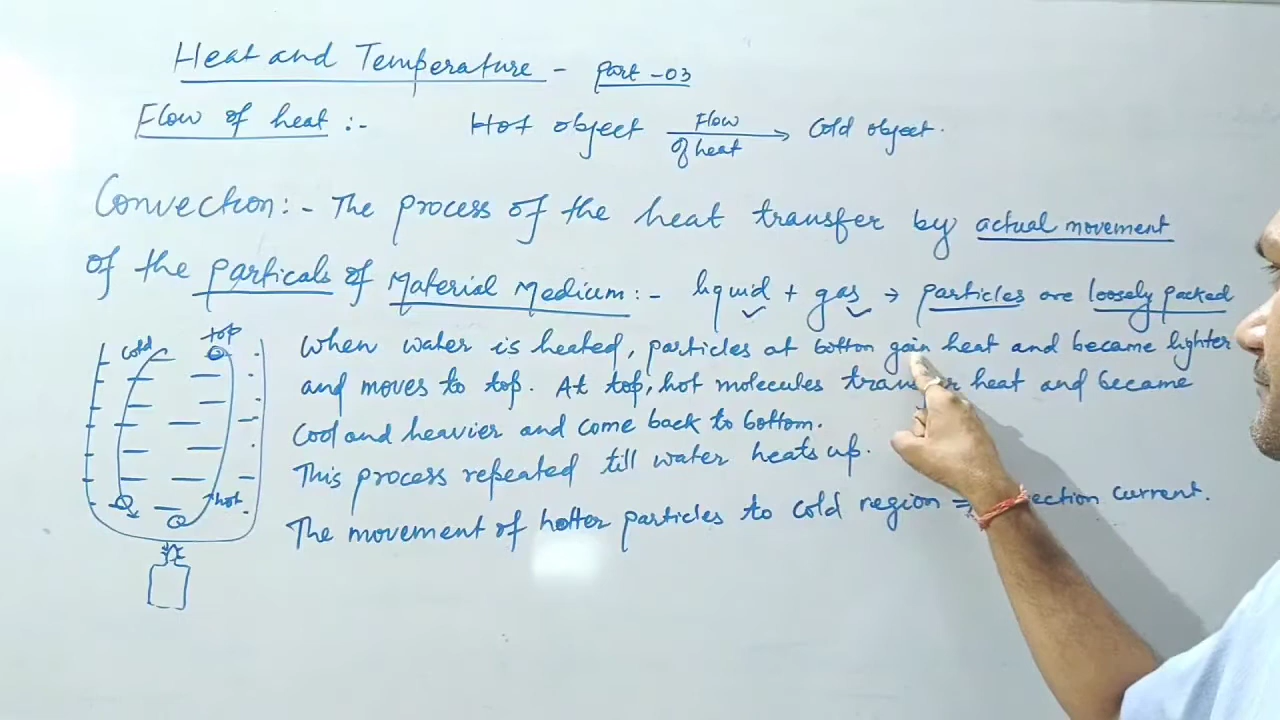 Heat and Temperature - part -03
Flow of heat :- Hot object Flow of heat → Cold object.
Convection :- The process of the heat transfer by actual movement
of the particals of Material Medium :- liquid + gas → particles are loosely packed
When water is heated, particles at bottom gain heat and became lighter
and moves to top. At top, hot molecules transfer heat and became
Cool and heavier and come back to bottom.
This process repeated till water heats up.
The movement of hotter particles to cold region = ection current.
cold
top
hot